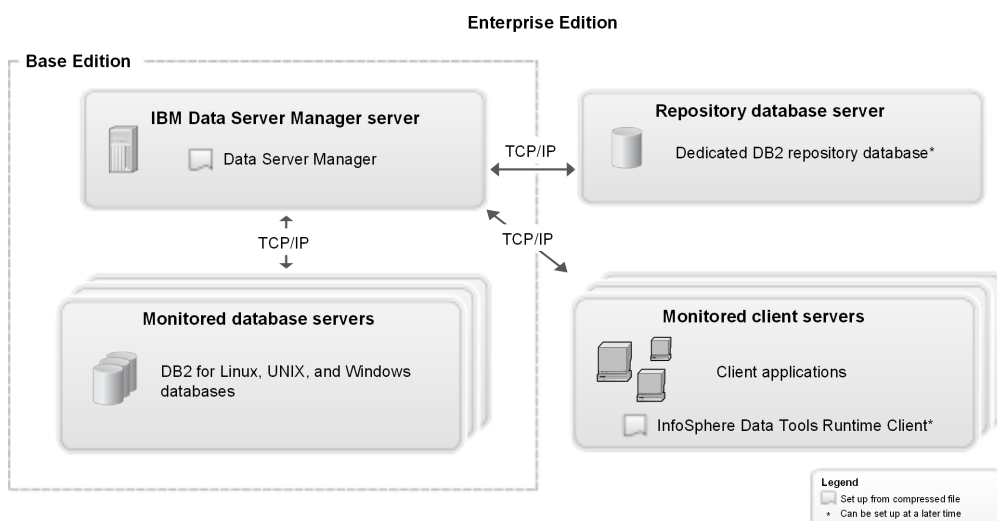 Enterprise Edition
Base Edition
IBM Data Server Manager server
Data Server Manager
TCP/IP
Repository database server
Dedicated DB2 repository database*
TCP/IP
TCP/IP
Monitored database servers
DB2 for Linux, UNIX, and Windows
databases
Monitored client servers
Client applications
InfoSphere Data Tools Runtime Client*
Legend
Set up from compressed file
* Can be set up at a later time